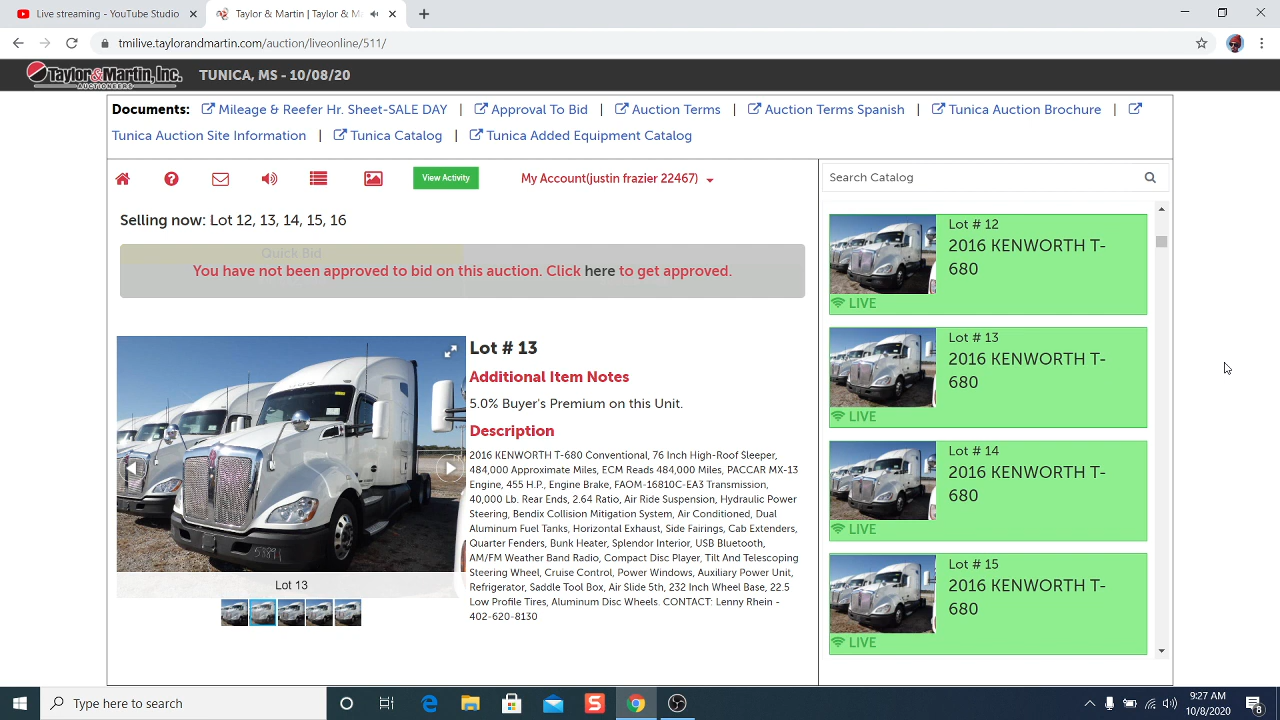 Live streaming - YouTube Studio
Taylor & Martin | Taylor & M
tmlive.taylorandmartin.com/auction/liveonline/511/
Taylor & Martin, Inc.
AUCTIONEERS
TUNICA, MS - 10/08/20
Documents: Mileage & Reefer Hr. Sheet-SALE DAY | Approval To Bid | Auction Terms | Auction Terms Spanish | Tunica Auction Brochure |
Tunica Auction Site Information | Tunica Catalog | Tunica Added Equipment Catalog
View Activity
My Account(justin frazier 22467)
Selling now: Lot 12, 13, 14, 15, 16
Quick Bid
You have not been approved to bid on this auction. Click here to get approved.
53891
Lot 13
Lot # 13
Additional Item Notes
5.0% Buyer's Premium on this Unit.
Description
2016 KENWORTH T-680 Conventional, 76 Inch High-Roof Sleeper,
484,000 Approximate Miles, ECM Reads 484,000 Miles, PACCAR MX-13
Engine, 455 H.P., Engine Brake, FAOM-16810C-EA3 Transmission,
40,000 Lb. Rear Ends, 2.64 Ratio, Air Ride Suspension, Hydraulic Power
Steering, Bendix Collision Mitigation System, Air Conditioned, Dual
Aluminum Fuel Tanks, Horizontal Exhaust, Side Fairings, Cab Extenders,
Quarter Fenders, Bunk Heater, Splendor Interior, USB Bluetooth,
AM/FM Weather Band Radio, Compact Disc Player, Tilt And Telescoping
Steering Wheel, Cruise Control, Power Windows, Auxiliary Power Unit,
Refrigerator, Saddle Tool Box, Air Slide 5th, 232 Inch Wheel Base, 22.5
Low Profile Tires, Aluminum Disc Wheels. CONTACT: Lenny Rhein -
402-620-8130
Search Catalog
Lot # 12
2016 KENWORTH T-
680
LIVE
Lot # 13
2016 KENWORTH T-
680
LIVE
Lot # 14
2016 KENWORTH T-
680
LIVE
Lot # 15
2016 KENWORTH T-
680
LIVE
Type here to search
9:27 AM
10/8/2020
8